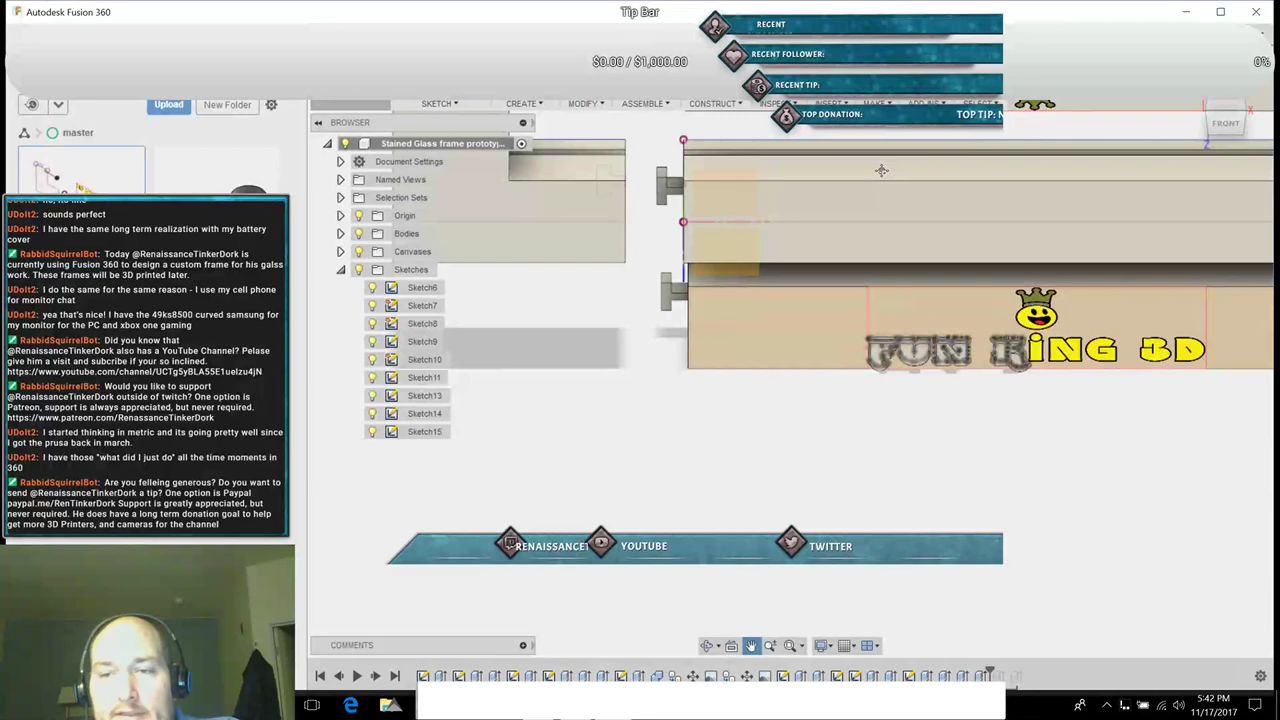 Autodesk Fusion 360
Tip Bar
RECENT
$0.00 / $1,000.00
RECENT FOLLOWER:
0%
RECENT TIP:
TOP DONATION:
TOP TIP: N
Upload
New Folder
SKETCH
CREATE
MODIFY
ASSEMBLE
CONSTRUCT
master
BROWSER
Stained Glass frame prototyp...
Document Settings
Named Views
Selection Sets
Origin
Bodies
Canvases
Sketches
Sketch6
Sketch7
Sketch8
Sketch9
Sketch10
Sketch11
Sketch13
Sketch14
Sketch15
FRONT
X
Z
FUN KiNG 3D
UDoIt2: sounds perfect
UDoIt2: I have the same long term realization with my battery
cover
RabbidSquirrelBot: Today @RenaissanceTinkerDork is
currently using Fusion 360 to design a custom frame for his galss
work. These frames will be 3D printed later.
UDoIt2: I do the same for the same reason - I use my cell phone
for monitor chat
UDoIt2: yea that's nice! I have the 49ks8500 curved samsung for
my monitor for the PC and xbox one gaming
RabbidSquirrelBot: Did you know that
@RenaissanceTinkerDork also has a YouTube Channel? Pelase
give him a visit and subcribe if your so inclined.
https://www.youtube.com/channel/UCTg5yBLA55E1uelzu4jN
RabbidSquirrelBot: Would you like to support
@RenaissanceTinkerDork outside of twitch? One option is
Patreon, support is always appreciated, but never required.
https://www.patreon.com/RenassanceTinkerDork
UDoIt2: I started thinking in metric and its going pretty well since
I got the prusa back in march.
UDoIt2: I have those "what did I just do" all the time moments in
360
RabbidSquirrelBot: Are you felleing generous? Do you want to
send @RenaissanceTinkerDork a tip? One option is Paypal
paypal.me/RenTinkerDork Support is greatly appreciated, but
never required. He does have a long term donation goal to help
get more 3D Printers, and cameras for the channel
RENAISSANCET
YOUTUBE
TWITTER
COMMENTS
5:42 PM
11/17/2017